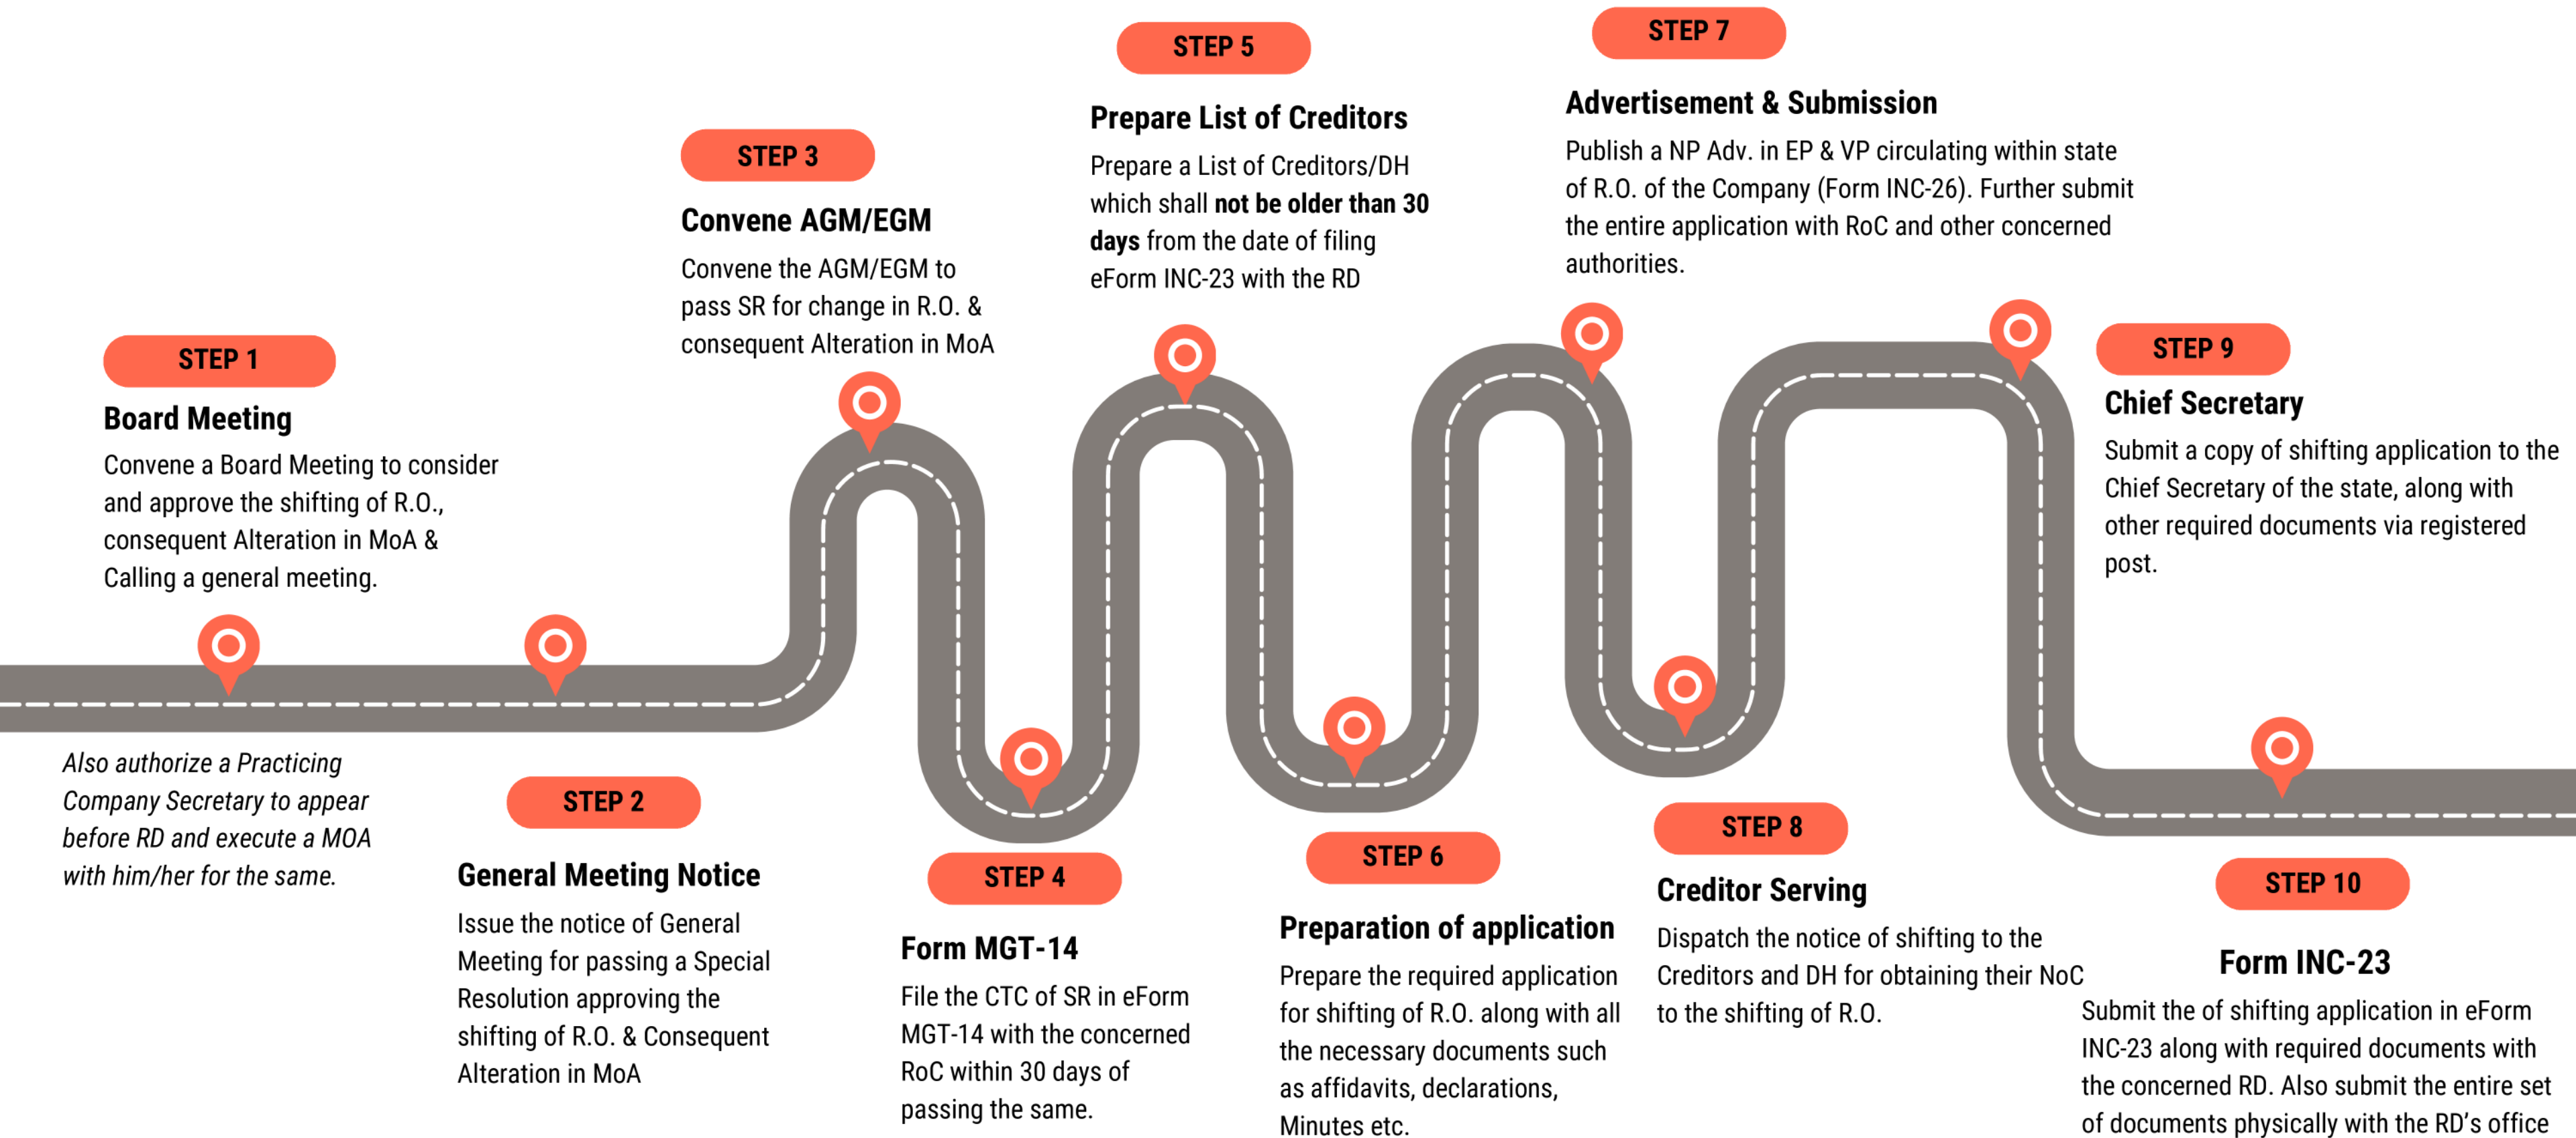 STEP 1
Board Meeting
Convene a Board Meeting to consider
and approve the shifting of R.O.,
consequent Alteration in MoA &
Calling a general meeting.
Also authorize a Practicing
Company Secretary to appear
before RD and execute a MOA
with him/her for the same.
STEP 2
General Meeting Notice
Issue the notice of General
Meeting for passing a Special
Resolution approving the
shifting of R.O. & Consequent
Alteration in MoA
STEP 3
Convene AGM/EGM
Convene the AGM/EGM to
pass SR for change in R.O. &
consequent Alteration in MoA
STEP 4
Form MGT-14
File the CTC of SR in eForm
MGT-14 with the concerned
RoC within 30 days of
passing the same.
STEP 5
Prepare List of Creditors
Prepare a List of Creditors/DH
which shall not be older than 30
days from the date of filing
eForm INC-23 with the RD
STEP 6
Preparation of application
Prepare the required application
for shifting of R.O. along with all
the necessary documents such
as affidavits, declarations,
Minutes etc.
STEP 7
Advertisement & Submission
Publish a NP Adv. in EP & VP circulating within state
of R.O. of the Company (Form INC-26). Further submit
the entire application with RoC and other concerned
authorities.
STEP 8
Creditor Serving
Dispatch the notice of shifting to the
Creditors and DH for obtaining their NoC
to the shifting of R.O.
STEP 9
Chief Secretary
Submit a copy of shifting application to the
Chief Secretary of the state, along with
other required documents via registered
post.
STEP 10
Form INC-23
Submit the of shifting application in eForm
INC-23 along with required documents with
the concerned RD. Also submit the entire set
of documents physically with the RD's office